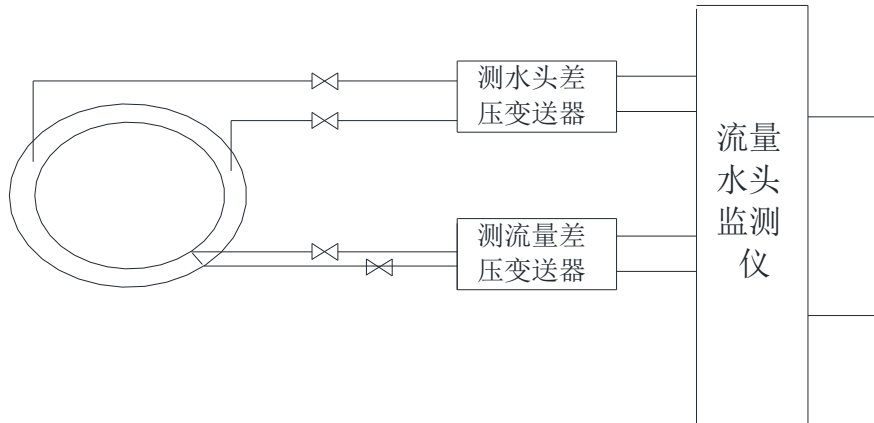 测水头差
压变送器
流量
水头
监测
仪
测流量差
压变送器